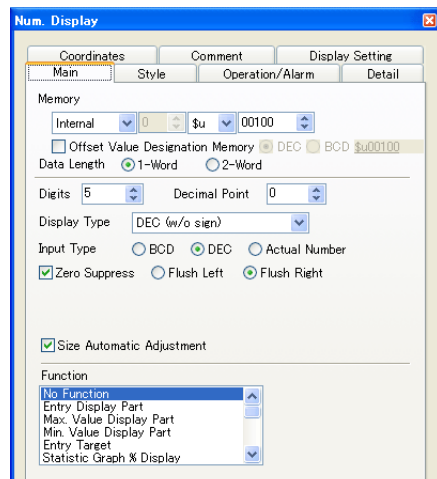 Num. Display
Coordinates Comment Display Setting
Main Style Operation/Alarm Detail
Memory
Internal 0 $u 00100
Offset Value Designation Memory DEC BCD $u00100
Data Length 1-Word 2-Word
Digits 5 Decimal Point 0
Display Type DEC (w/o sign)
Input Type BCD DEC Actual Number
Zero Suppress Flush Left Flush Right
Size Automatic Adjustment
Function
No Function
Entry Display Part
Max. Value Display Part
Min. Value Display Part
Entry Target
Statistic Graph % Display